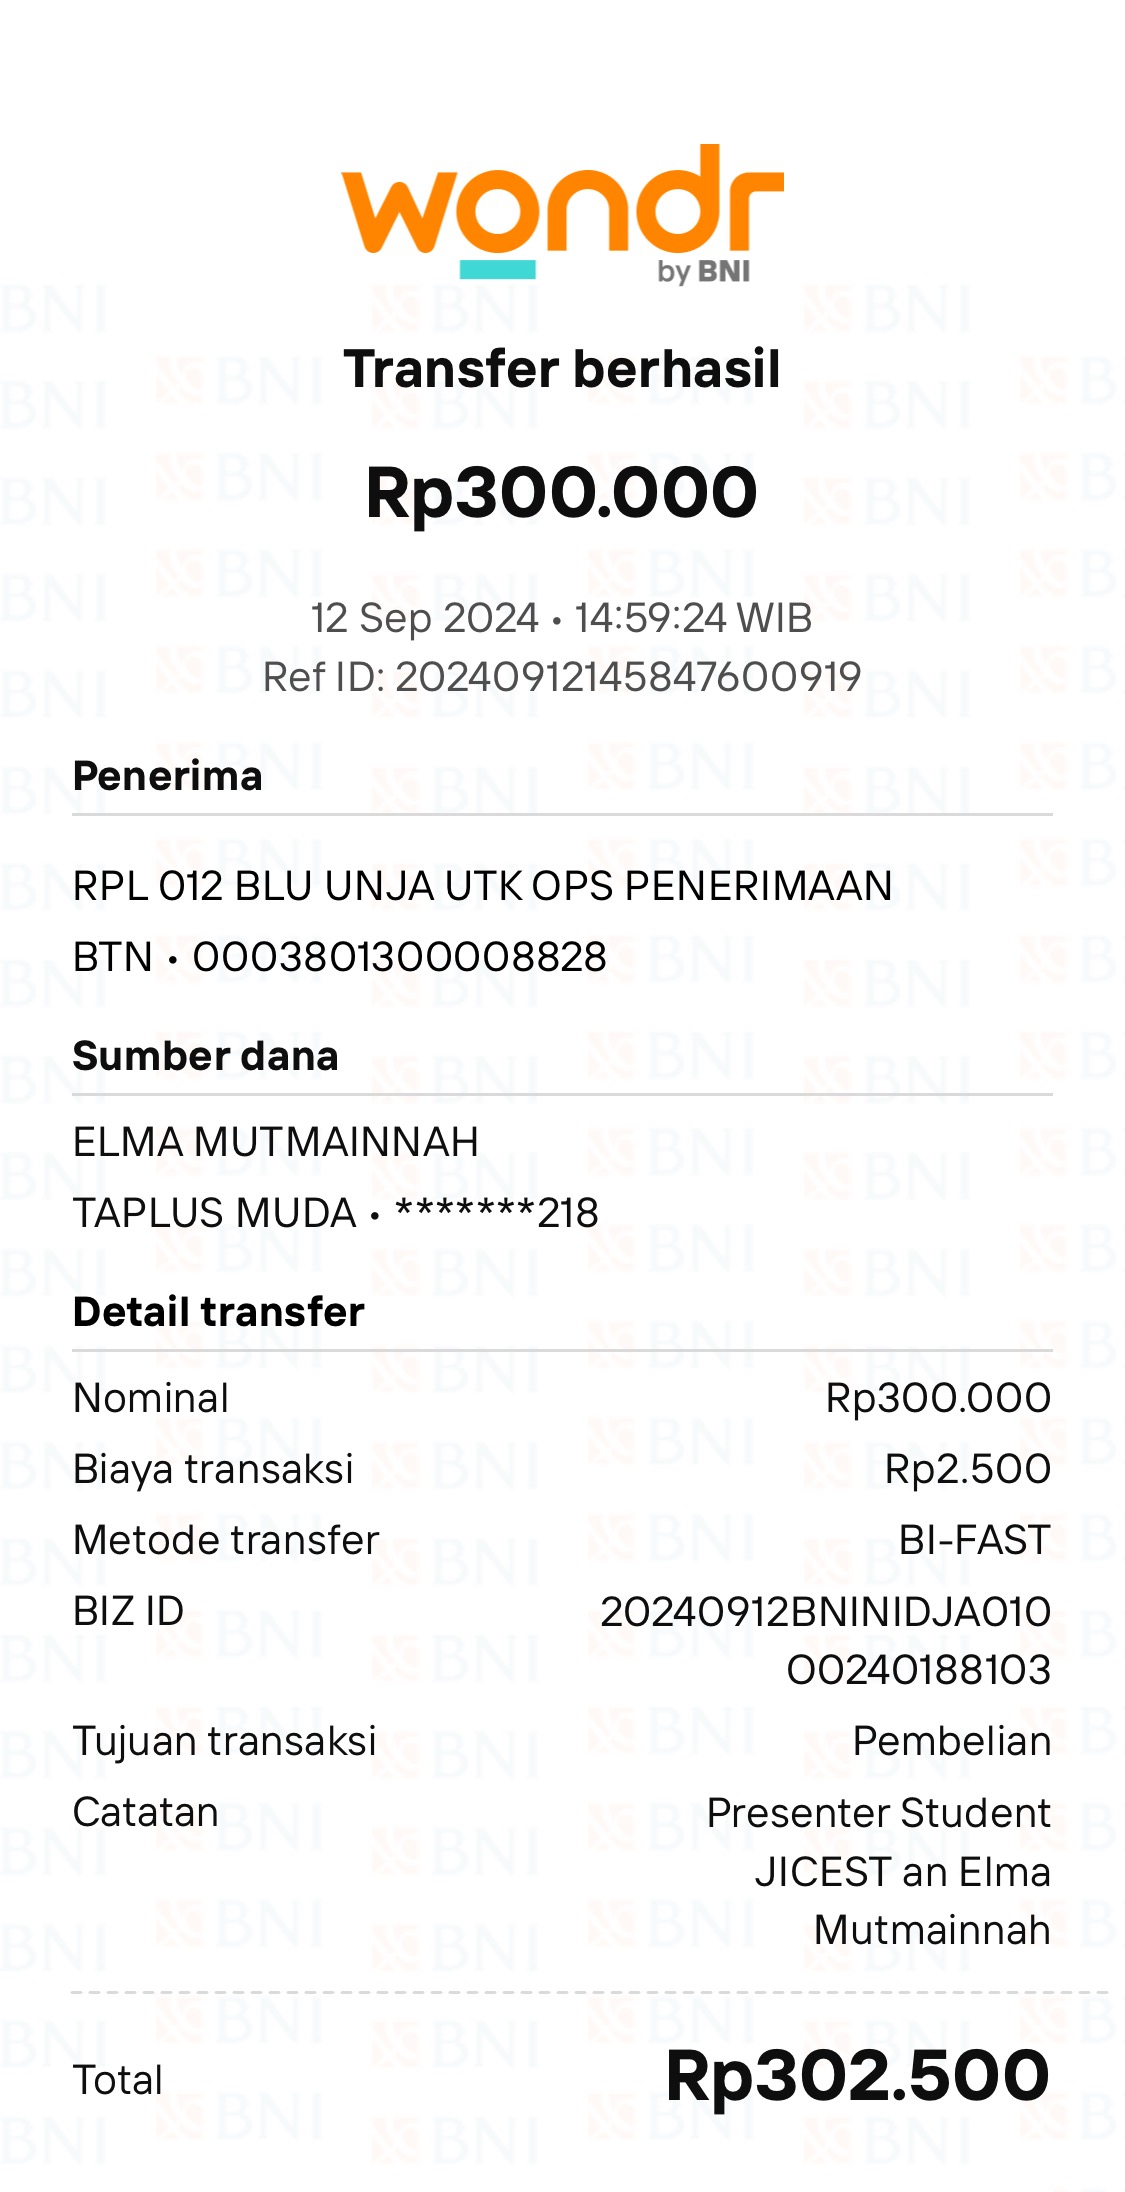 wondr
by BNI
Transfer berhasil
Rp300.000
12 Sep 2024 • 14:59:24 WIB
Ref ID: 20240912145847600919
Penerima
RPL 012 BLU UNJA UTK OPS PENERIMAAN
BTN • 0003801300008828
Sumber dana
ELMA MUTMAINNAH
TAPLUS MUDA • *******218
Detail transfer
Nominal Rp300.000
Biaya transaksi Rp2.500
Metode transfer BI-FAST
BIZ ID 20240912BNINIDJA010
O0240188103
Tujuan transaksi Pembelian
Catatan Presenter Student
JICEST an Elma
Mutmainnah
Total Rp302.500